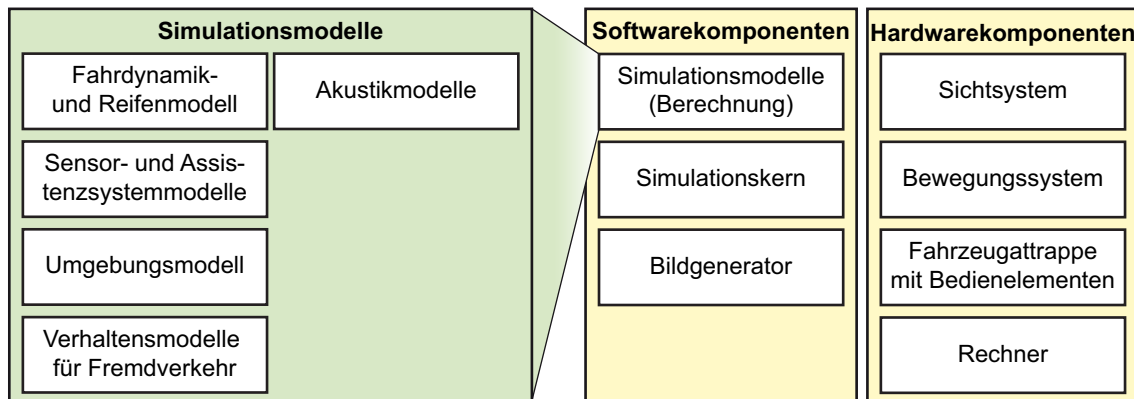 Simulationsmodelle
Fahrdynamik-
und Reifenmodell
Akustikmodelle
Sensor- und Assis-
tenzsystemmodelle
Umgebungsmodell
Verhaltensmodelle
für Fremdverkehr
Softwarekomponenten
Simulationsmodelle
(Berechnung)
Simulationskern
Bildgenerator
Hardwarekomponenten
Sichtsystem
Bewegungssystem
Fahrzeugattrappe
mit Bedienelementen
Rechner